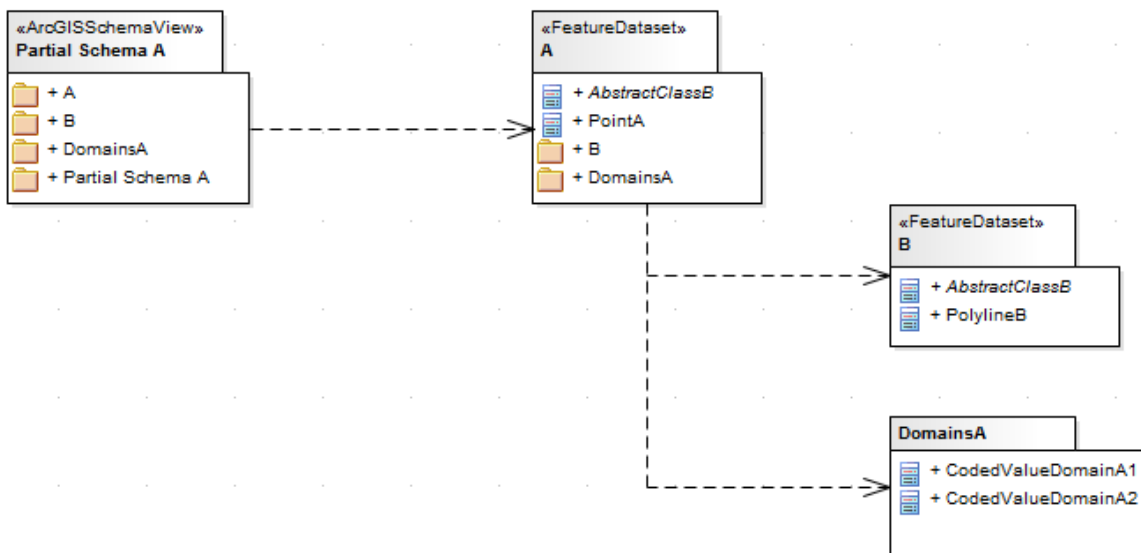 «ArcGISSchemaView»
Partial Schema A
+ A
+ B
+ DomainsA
+ Partial Schema A
«FeatureDataset»
A
+ AbstractClassB
+ PointA
+ B
+ DomainsA
«FeatureDataset»
B
+ AbstractClassB
+ PolylineB
DomainsA
+ CodedValueDomainA1
+ CodedValueDomainA2